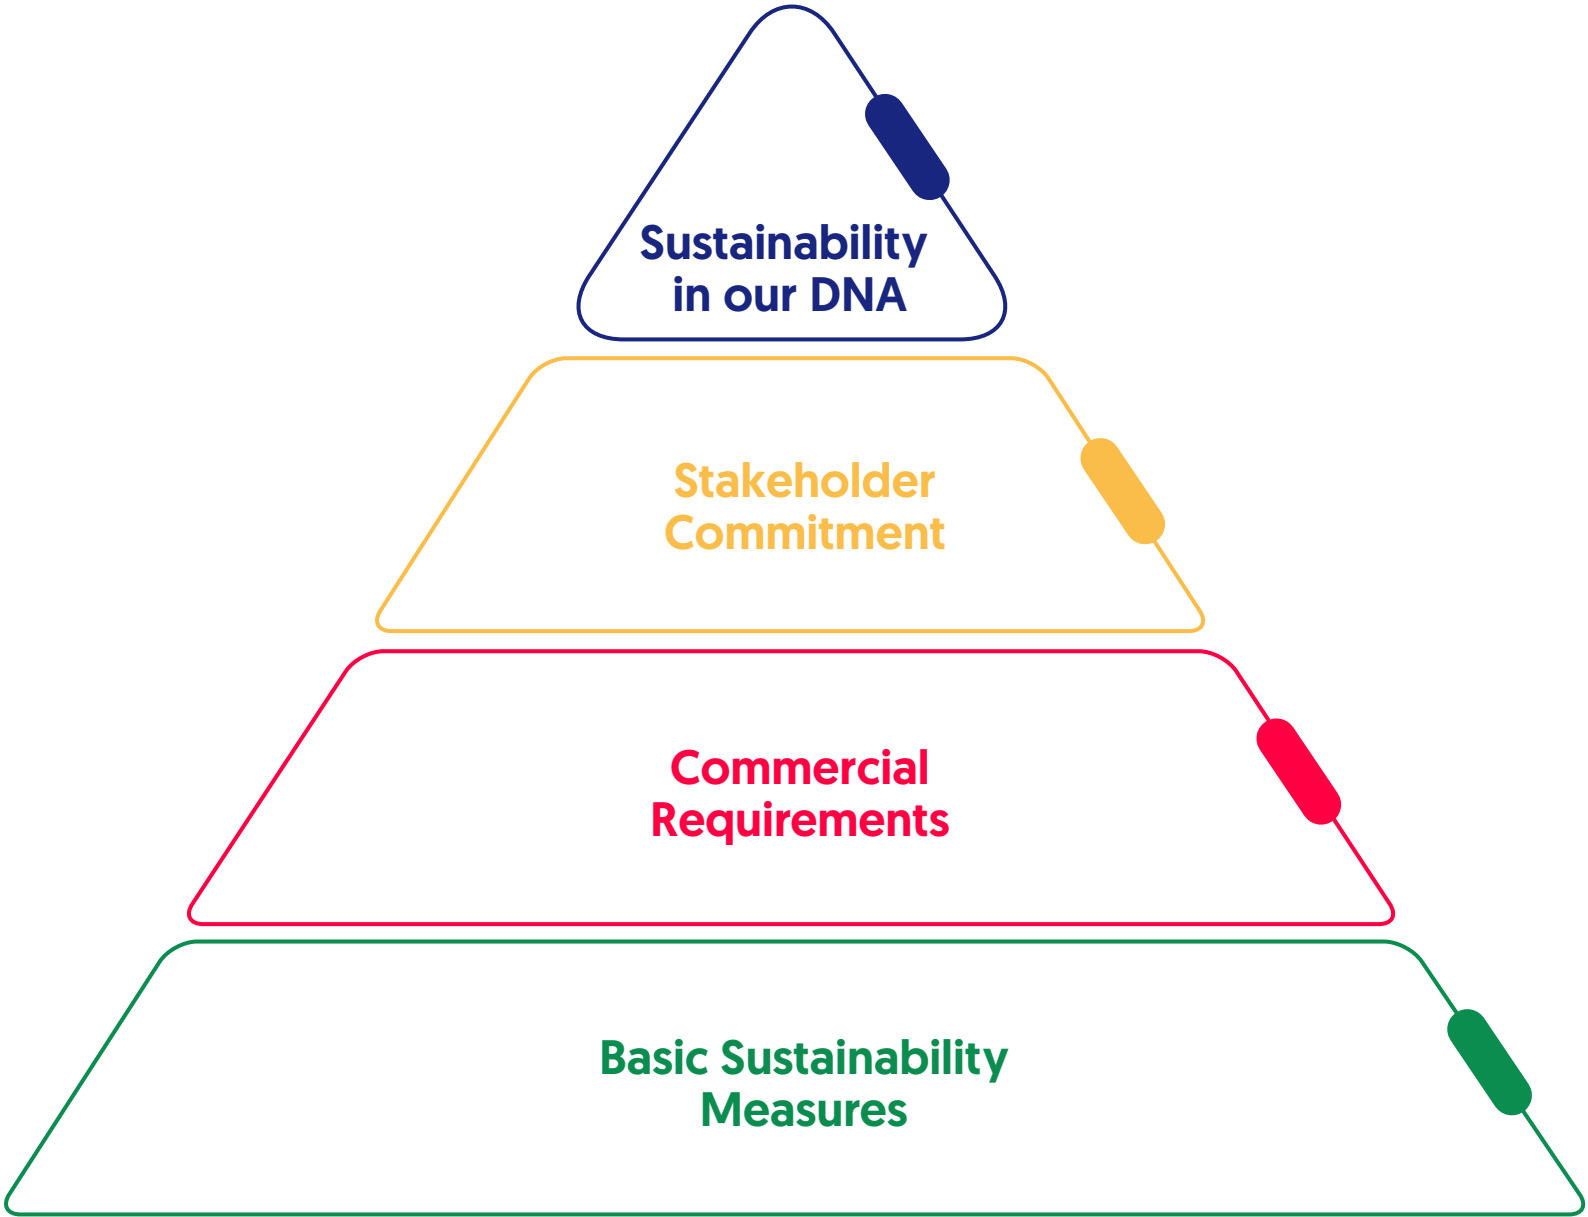 Sustainability
in our DNA
Stakeholder
Commitment
Commercial
Requirements
Basic Sustainability
Measures